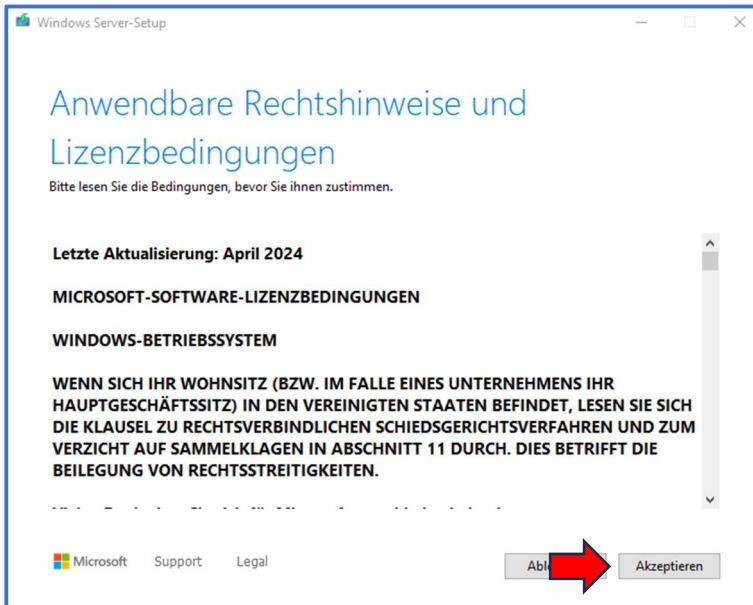 Windows Server-Setup
Anwendbare Rechtshinweise und
Lizenzbedingungen
Bitte lesen Sie die Bedingungen, bevor Sie ihnen zustimmen.
Letzte Aktualisierung: April 2024
MICROSOFT-SOFTWARE-LIZENZBEDINGUNGEN
WINDOWS-BETRIEBSSYSTEM
WENN SICH IHR WOHNSITZ (BZW. IM FALLE EINES UNTERNEHMENS IHR
HAUPTGESCHÄFTSSITZ) IN DEN VEREINIGTEN STAATEN BEFINDET, LESEN SIE SICH
DIE KLAUSEL ZU RECHTSVERBINDLICHEN SCHIEDSGERICHTSVERFAHREN UND ZUM
VERZICHT AUF SAMMELKLAGEN IN ABSCHNITT 11 DURCH. DIES BETRIFFT DIE
BEILEGUNG VON RECHTSSTREITIGKEITEN.
Microsoft Support Legal Akzeptieren